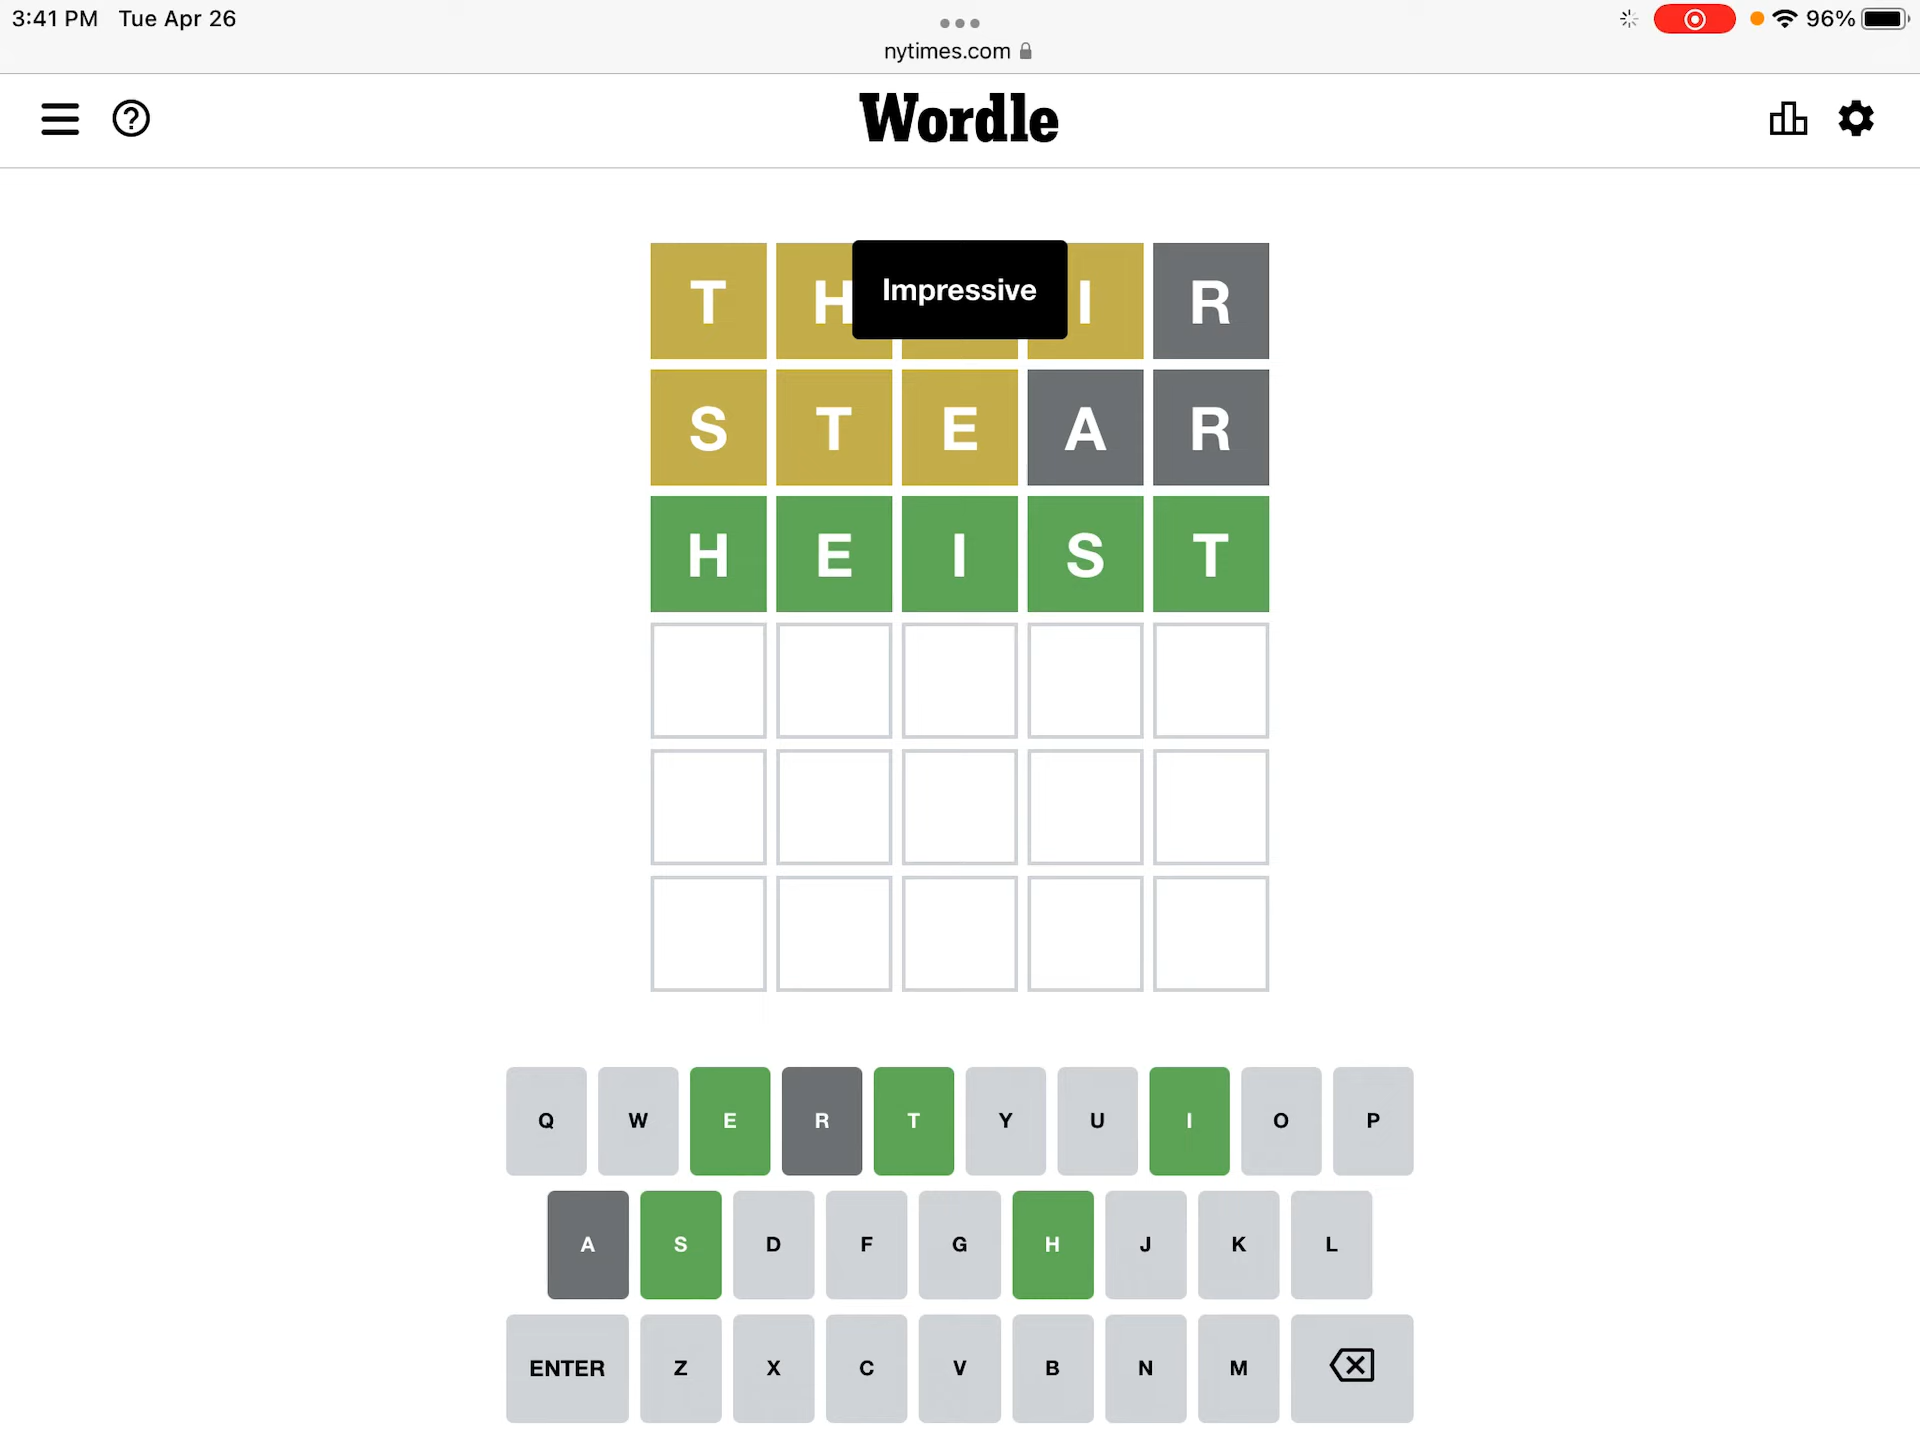 3:41 PM Tue Apr 26
96%
nytimes.com
Wordle
T H I R
Impressive
S T E A R
H E I S T
Q W E R T Y U I O P
A S D F G H J K L
ENTER Z X C V B N M